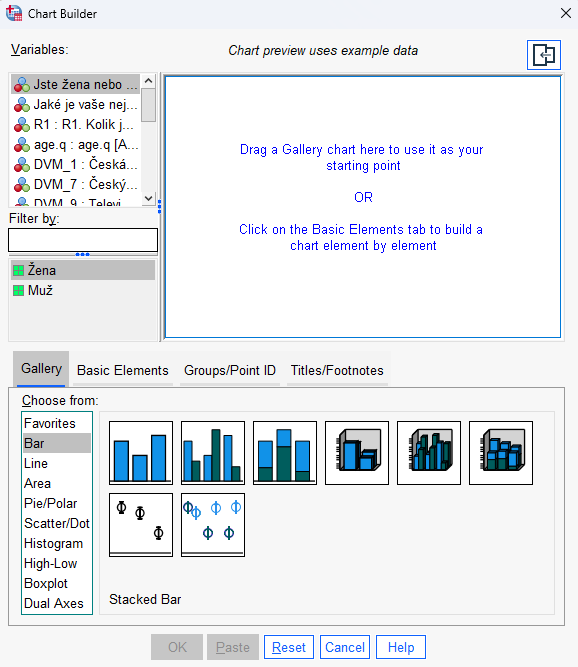 Chart Builder
Variables:
Chart preview uses example data
Jste žena nebo ...
Jaké je vaše nej...
R1 : R1. Kolik j...
age.q : age.q [A...
DVM_1 : Česká...
DVM_7 : Český...
DVM_9 : Televi...
Filter by:
Žena
Muž
Drag a Gallery chart here to use it as your
starting point
OR
Click on the Basic Elements tab to build a
chart element by element
Gallery
Basic Elements
Groups/Point ID
Titles/Footnotes
Choose from:
Favorites
Bar
Line
Area
Pie/Polar
Scatter/Dot
Histogram
High-Low
Boxplot
Dual Axes
Stacked Bar
OK
Paste
Reset
Cancel
Help